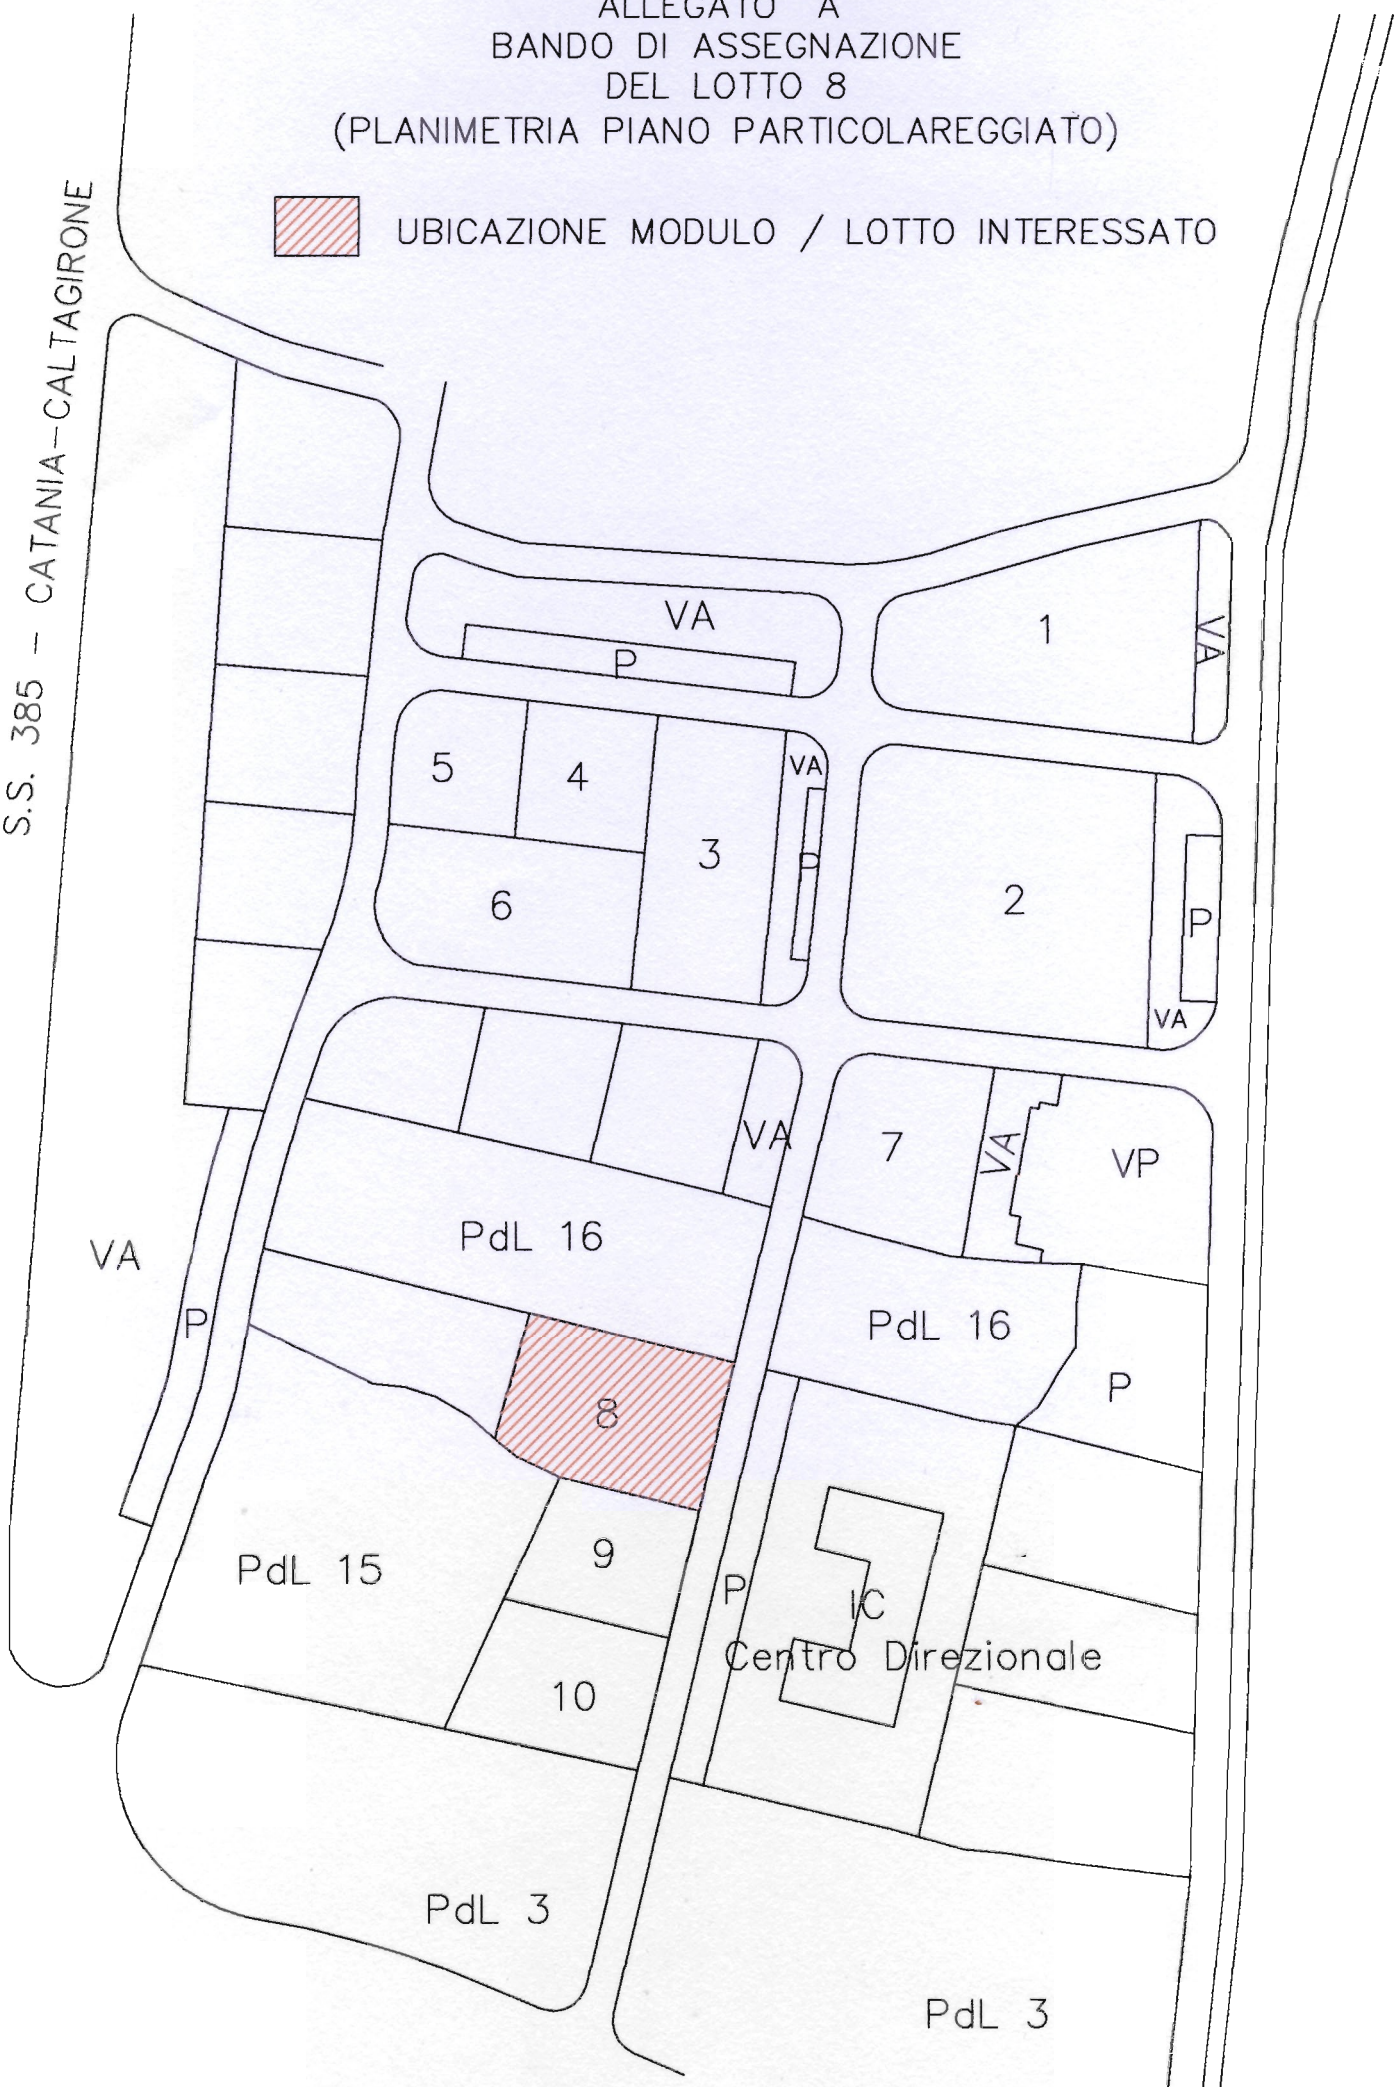 ALLEGATO A
BANDO DI ASSEGNAZIONE
DEL LOTTO 8
(PLANIMETRIA PIANO PARTICOLAREGGIATO)
UBICAZIONE MODULO / LOTTO INTERESSATO
S.S. 385 – CATANIA–CALTAGIRONE
VA
P
1
VA
5
4
VA
3
P
6
2
P
VA
VA
7
VA
VP
PdL 16
VA
P
PdL 16
P
8
9
PdL 15
P
IC
Centro Direzionale
10
PdL 3
PdL 3